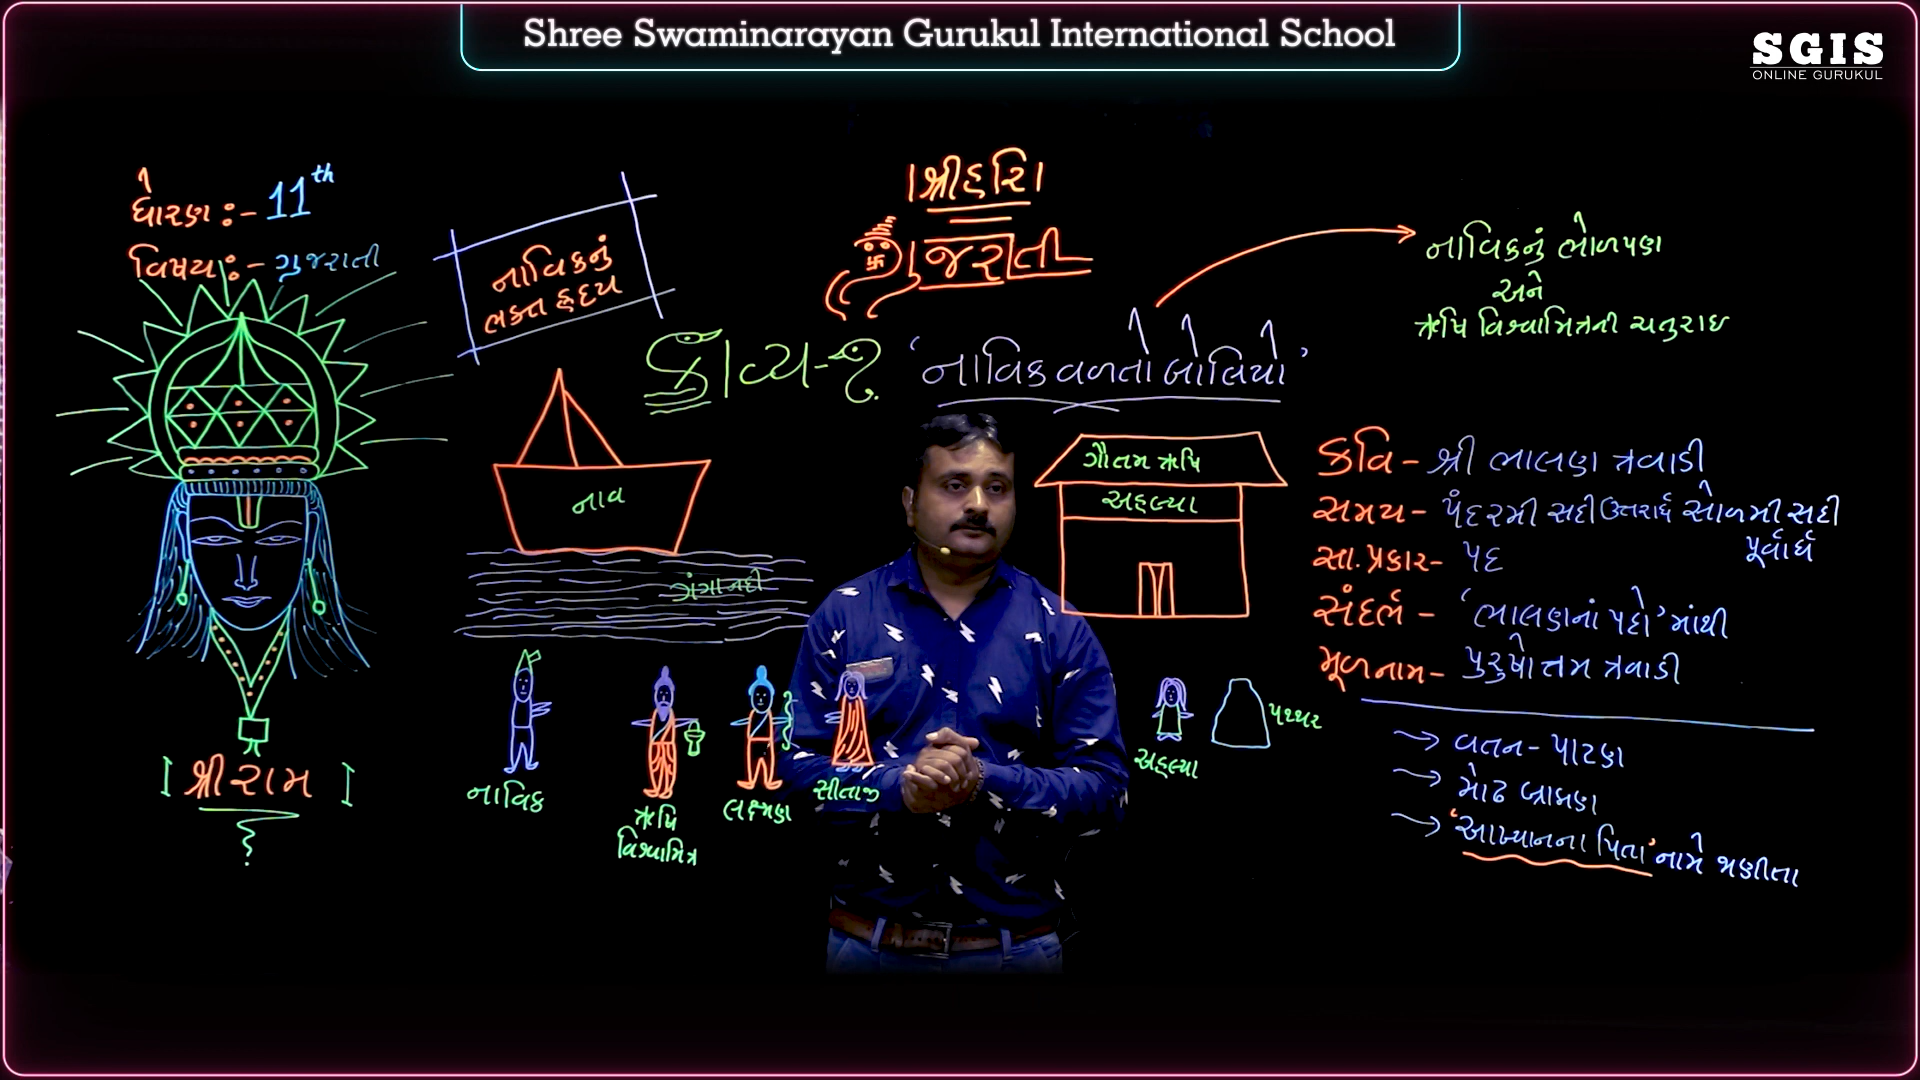 Shree Swaminarayan Gurukul International School
SGIS
ONLINE GURUKUL
ધોરણ :- 11th
વિષય :- ગુજરાતી
નાવિકનું
ભક્ત હૃદય
।શ્રીહરિ।
ગુજરાતી
નાવિકનું ભોળપણ
અને
ઋષિ વિશ્વામિત્રની ચતુરાઇ
કાવ્ય-૨ 'નાવિક વળતો બોલિયો'
નાવ
ગંગા નદી
ગૌતમ ઋષિ
અહલ્યા
કવિ - શ્રી ભાલણ ત્રવાડી
સમય - પંદરમી સદી ઉત્તરાર્ધ સોળમી સદી
પૂર્વાર્ધ
સા. પ્રકાર - પદ
સંદર્ભ - 'ભાલણનાં પદો' માંથી
મૂળ નામ - પુરુષોત્તમ ત્રવાડી
→ વતન - પાટણ
→ મોઢ બ્રાહ્મણ
→ 'આખ્યાનના પિતા' નામે જાણીતા
શ્રી રામ
નાવિક
ઋષિ
વિશ્વામિત્ર
લક્ષ્મણ
સીતાજી
અહલ્યા
પથ્થર